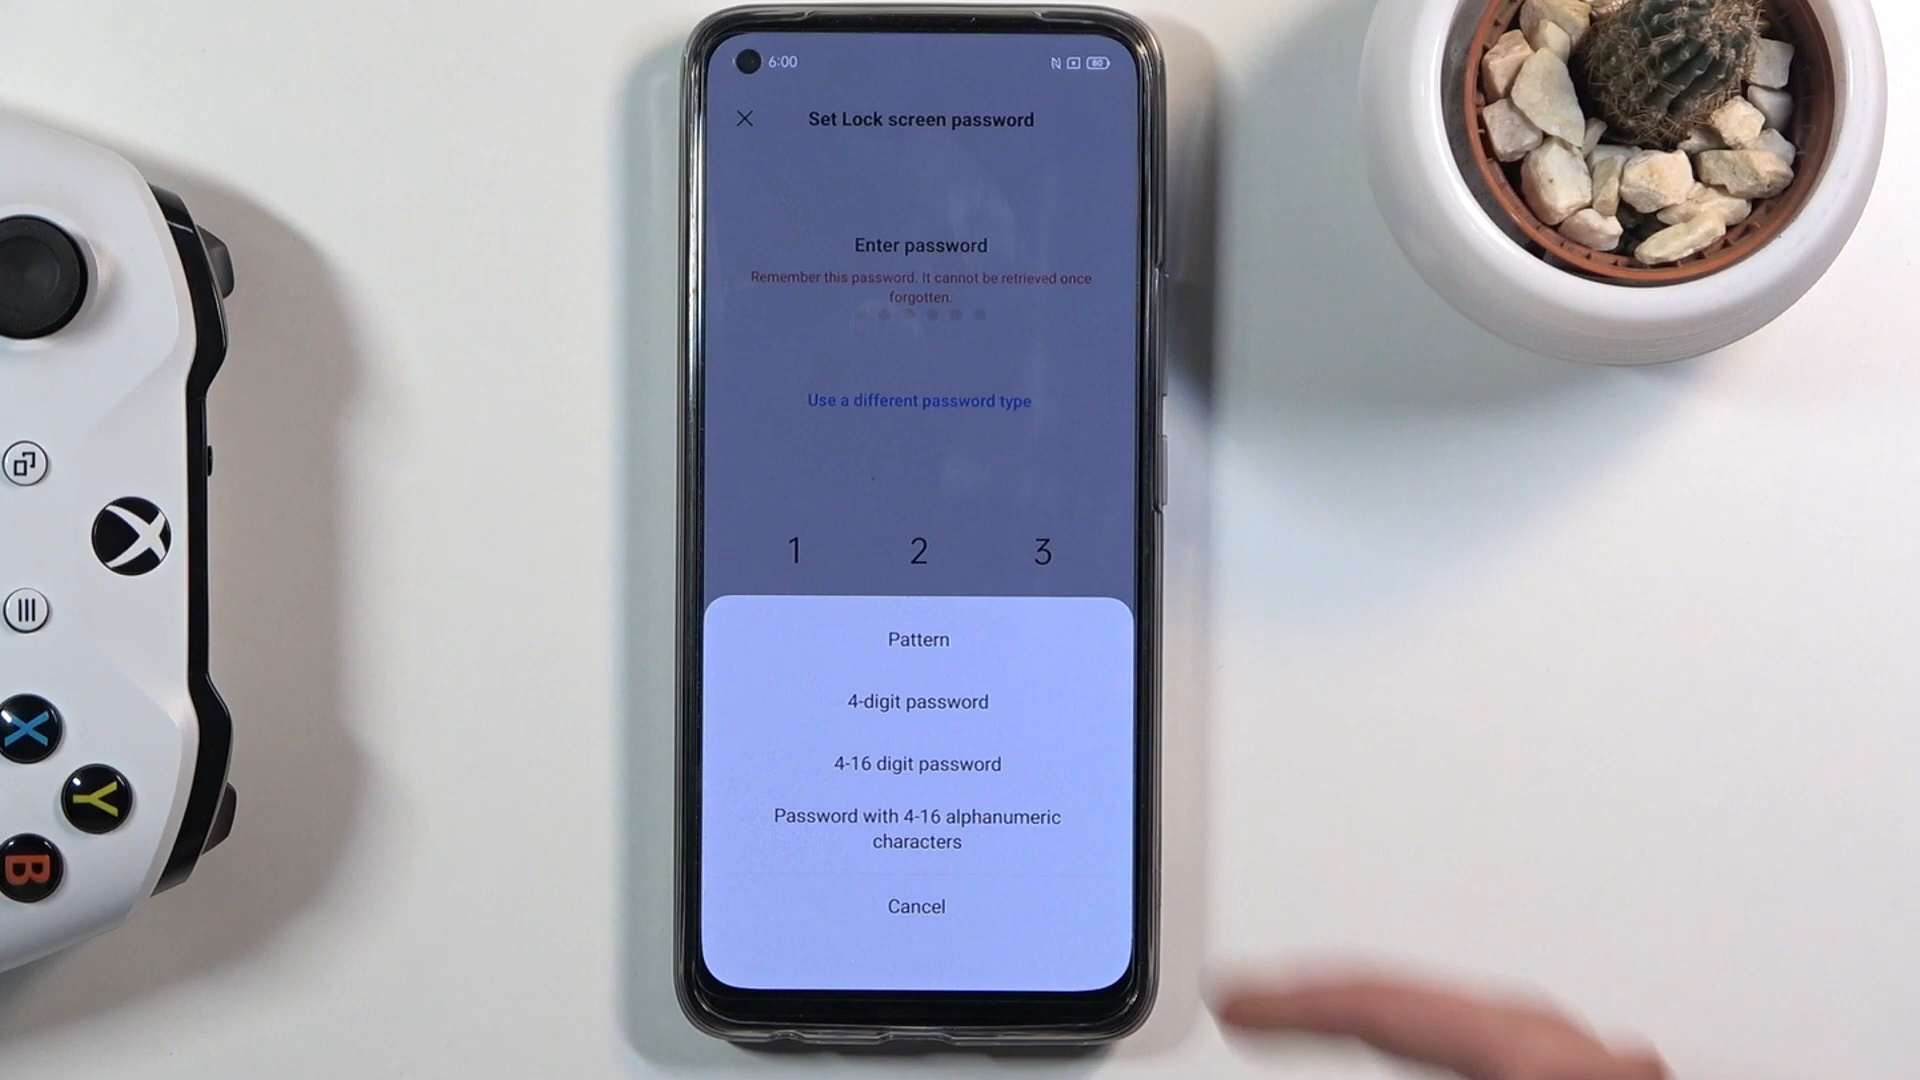 6:00
N 80
Set Lock screen password
Enter password
Remember this password. It cannot be retrieved once
forgotten.
Use a different password type
1 2 3
Pattern
4-digit password
4-16 digit password
Password with 4-16 alphanumeric
characters
Cancel
X
Y
B